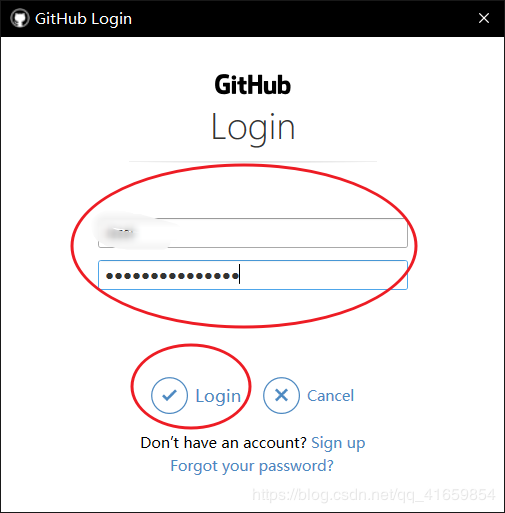 GitHub Login
GitHub
Login
●●●●●●●●●●●●●●●
Login Cancel
Don't have an account? Sign up
Forgot your password?
https://blog.csdn.net/qq_41659854